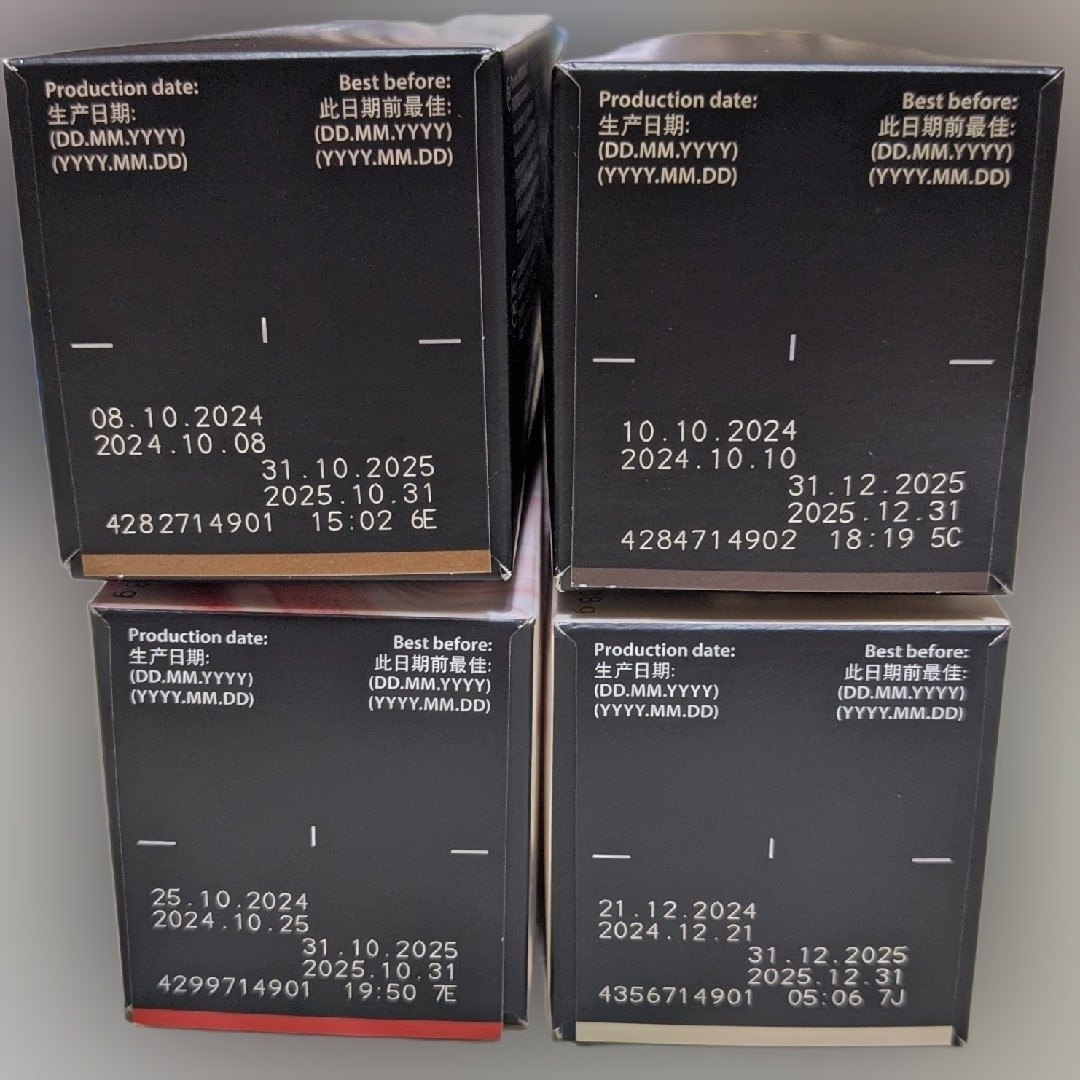 Production date:
生产日期:
(DD.MM.YYYY)
(YYYY.MM.DD)
Best before:
此日期前最佳:
(DD.MM.YYYY)
(YYYY.MM.DD)
08.10.2024
2024.10.08
31.10.2025
2025.10.31
4282714901 15:02 6E
Production date:
生产日期:
(DD.MM.YYYY)
(YYYY.MM.DD)
Best before:
此日期前最佳:
(DD.MM.YYYY)
(YYYY.MM.DD)
10.10.2024
2024.10.10
31.12.2025
2025.12.31
4284714902 18:19 5C
Production date:
生产日期:
(DD.MM.YYYY)
(YYYY.MM.DD)
Best before:
此日期前最佳:
(DD.MM.YYYY)
(YYYY.MM.DD)
25.10.2024
2024.10.25
31.10.2025
2025.10.31
4299714901 19:50 7E
Production date:
生产日期:
(DD.MM.YYYY)
(YYYY.MM.DD)
Best before:
此日期前最佳:
(DD.MM.YYYY)
(YYYY.MM.DD)
21.12.2024
2024.12.21
31.12.2025
2025.12.31
4356714901 05:06 7J